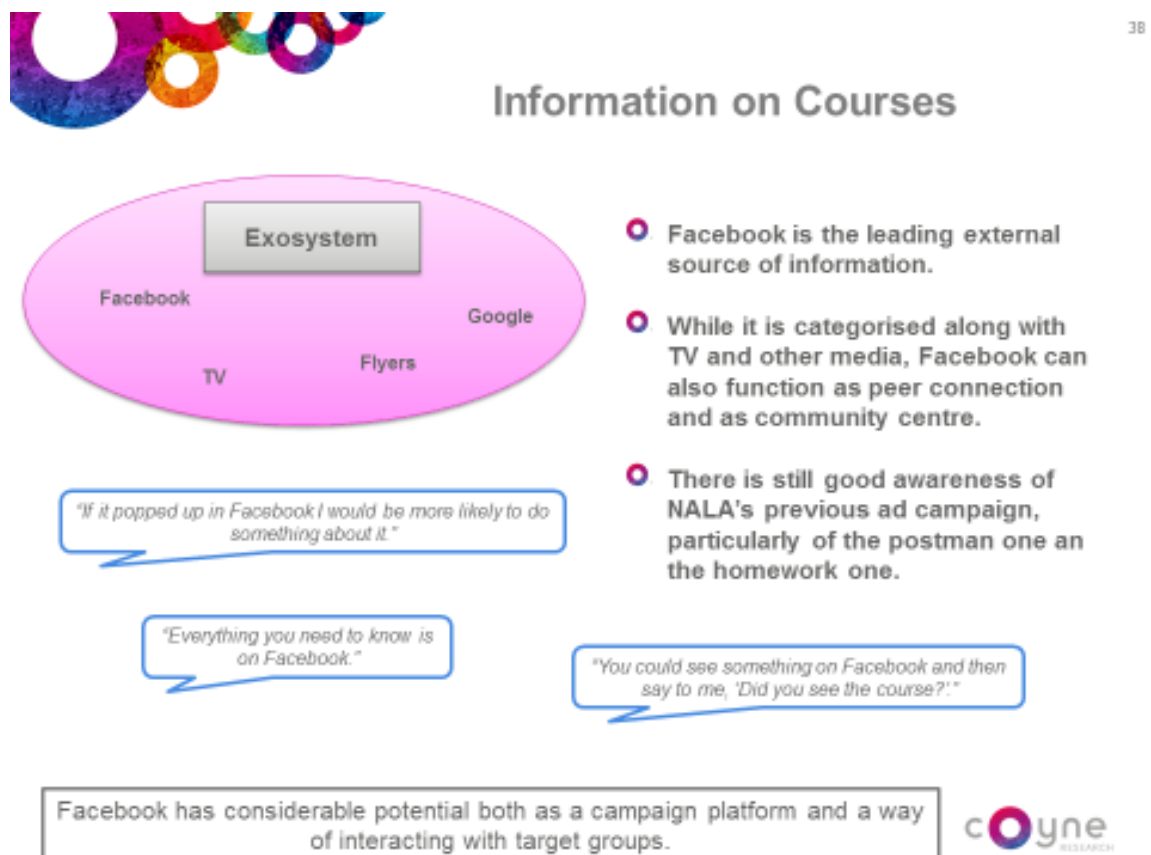 38
Information on Courses
Exosystem
Facebook
Google
Flyers
TV
Facebook is the leading external
source of information.
While it is categorised along with
TV and other media, Facebook can
also function as peer connection
and as community centre.
There is still good awareness of
NALA's previous ad campaign,
particularly of the postman one an
the homework one.
"If it popped up in Facebook I would be more likely to do
something about it."
"Everything you need to know is
on Facebook."
"You could see something on Facebook and then
say to me, 'Did you see the course?'."
Facebook has considerable potential both as a campaign platform and a way
of interacting with target groups.
coyne
RESEARCH